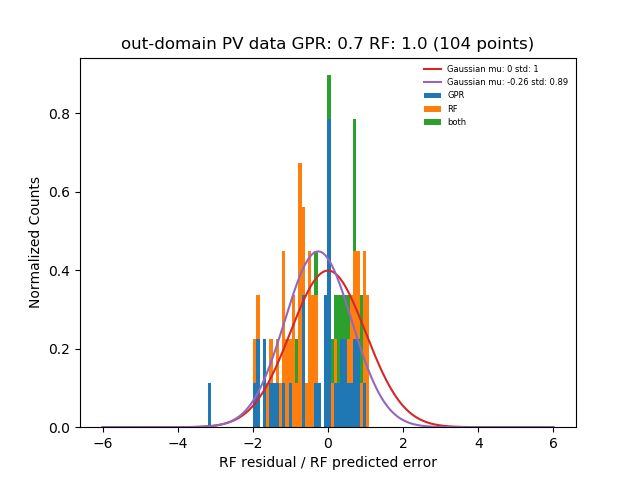 out-domain PV data GPR: 0.7 RF: 1.0 (104 points)
Gaussian mu: 0 std: 1
Gaussian mu: -0.26 std: 0.89
GPR
RF
both
Normalized Counts
0.8
0.6
0.4
0.2
0.0
−6 −4 −2 0 2 4 6
RF residual / RF predicted error